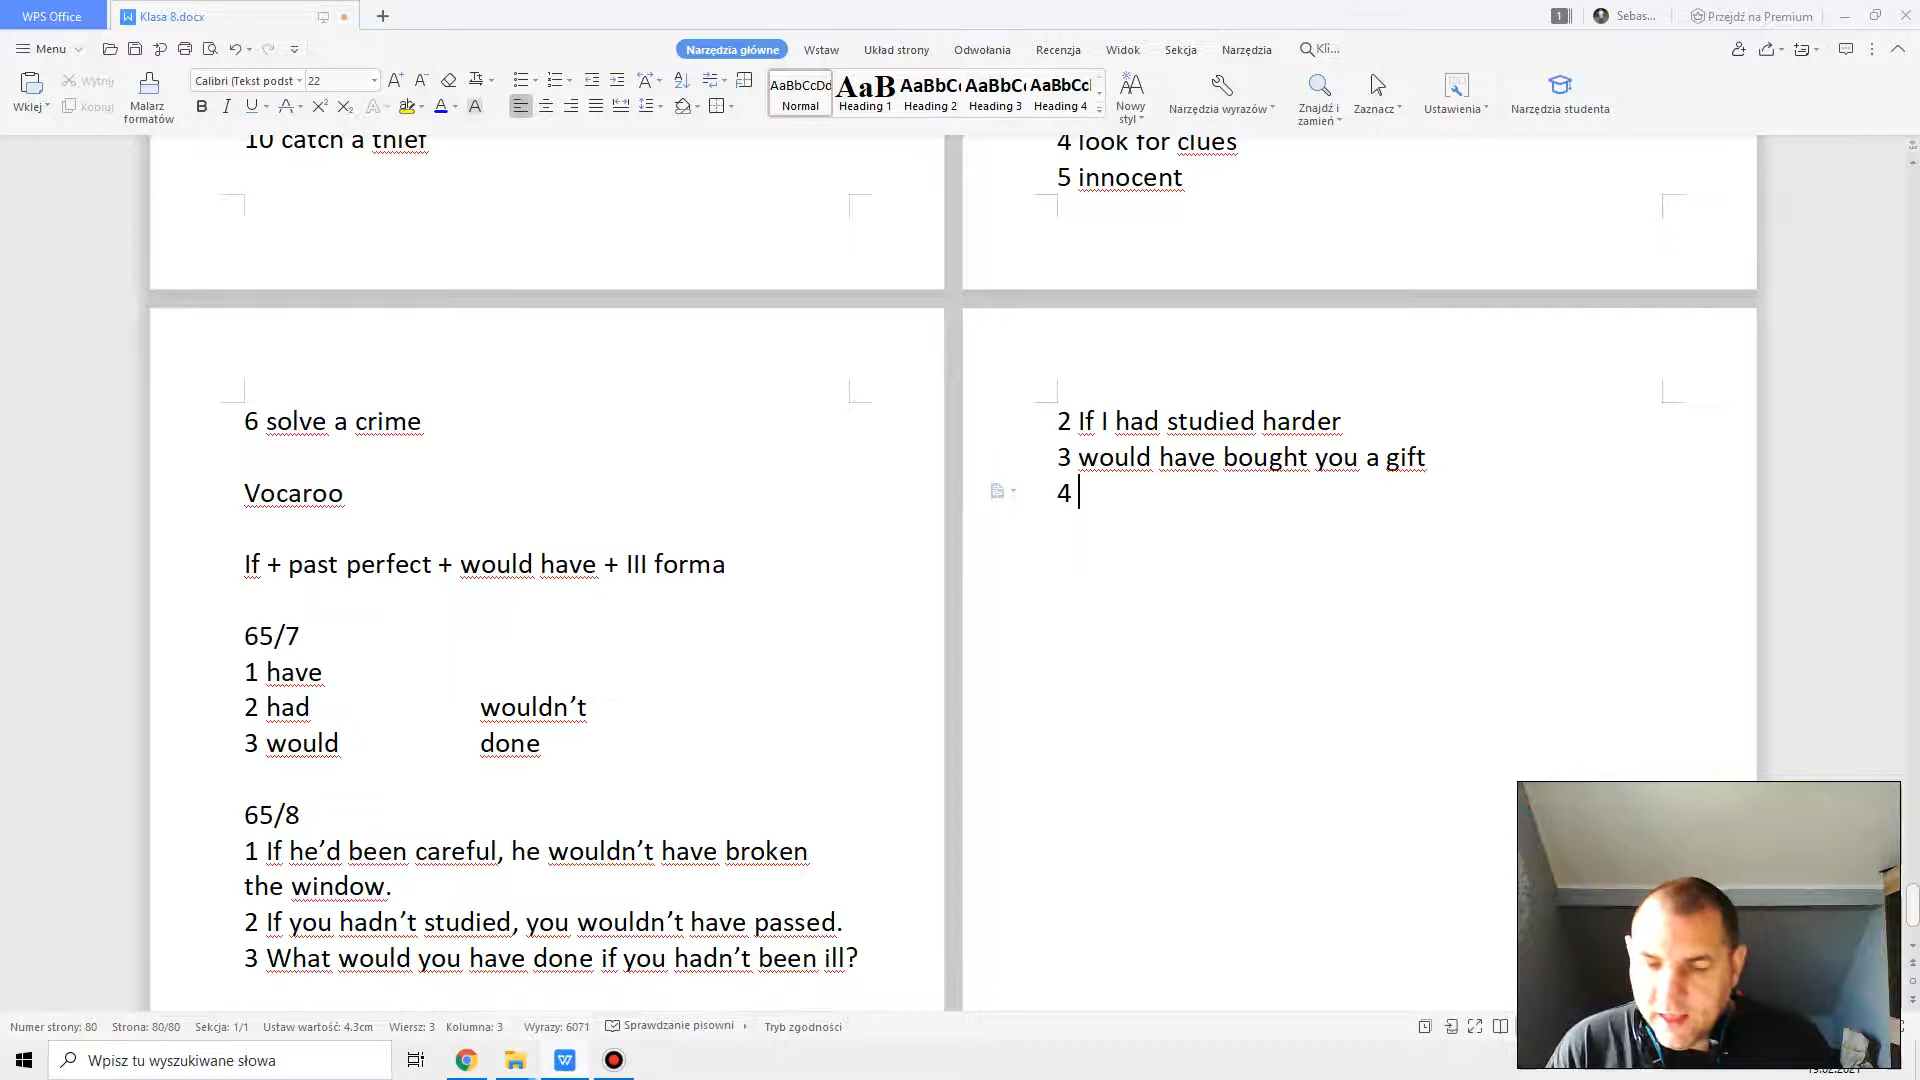 WPS Office
Klasa 8.docx
1
Sebas...
Przejdź na Premium
Menu
Narzędzia główne
Wstaw
Układ strony
Odwołania
Recenzja
Widok
Sekcja
Narzędzia
Kli...
Wklej
Wytnij
Kopiuj
Malarz formatów
Calibri (Tekst podst
22
AaBbCcDd
Normal
AaB
Heading 1
AaBbC
Heading 2
AaBbC
Heading 3
AaBbC
Heading 4
Nowy styl
Narzędzia wyrazów
Znajdź i zamień
Zaznacz
Ustawienia
Narzędzia studenta
10 catch a thief
4 look for clues
5 innocent
6 solve a crime
Vocaroo
If + past perfect + would have + III forma
65/7
1 have
2 had wouldn't
3 would done
65/8
1 If he'd been careful, he wouldn't have broken
the window.
2 If you hadn't studied, you wouldn't have passed.
3 What would you have done if you hadn't been ill?
2 If I had studied harder
3 would have bought you a gift
4
Numer strony: 80
Strona: 80/80
Sekcja: 1/1
Ustaw wartość: 4.3cm
Wiersz: 3
Kolumna: 3
Wyrazy: 6071
Sprawdzanie pisowni
Tryb zgodności
Wpisz tu wyszukiwane słowa